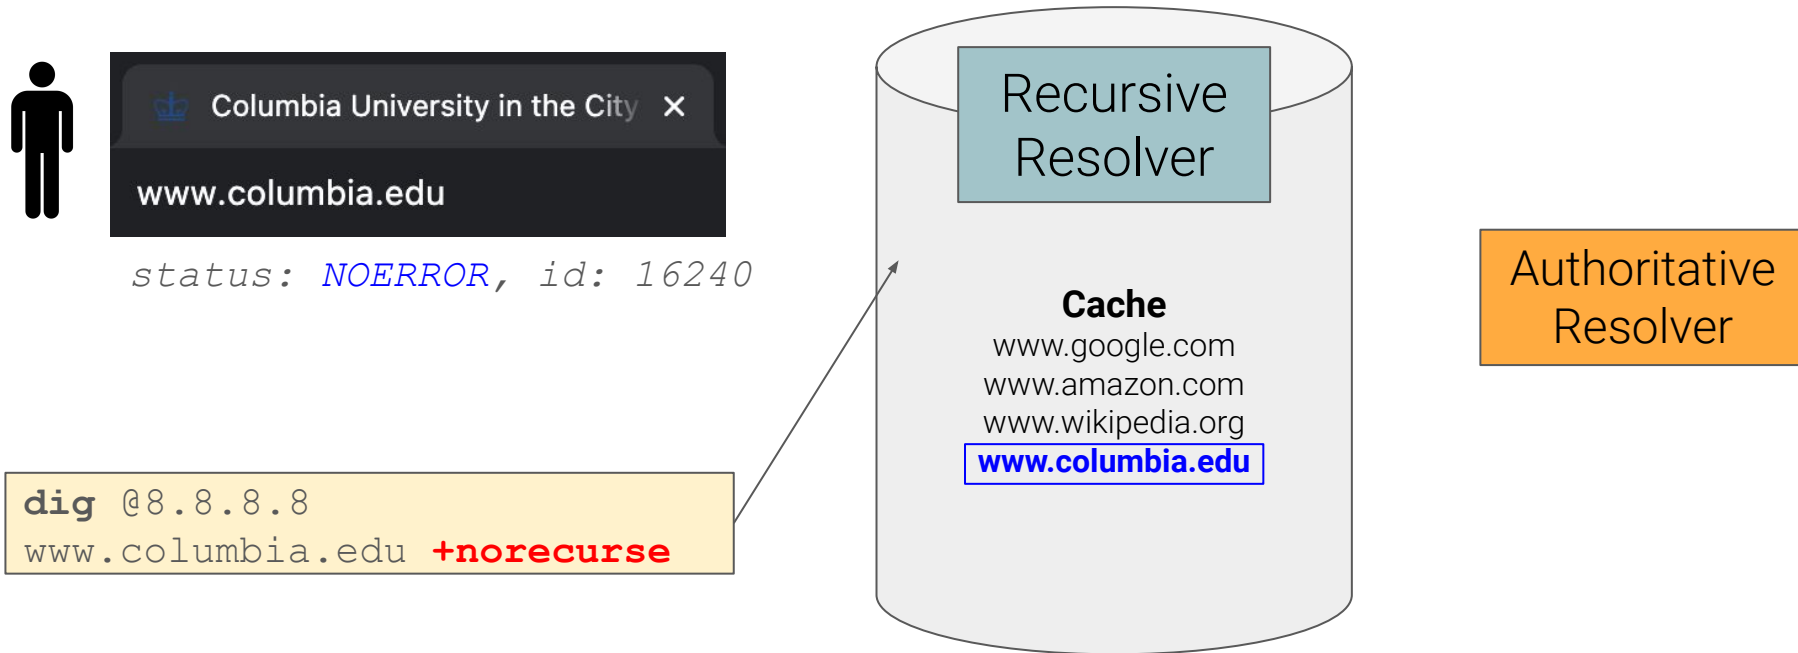 Columbia University in the City
www.columbia.edu
status: NOERROR, id: 16240
dig @8.8.8.8
www.columbia.edu +norecurse
Recursive
Resolver
Cache
www.google.com
www.amazon.com
www.wikipedia.org
www.columbia.edu
Authoritative
Resolver